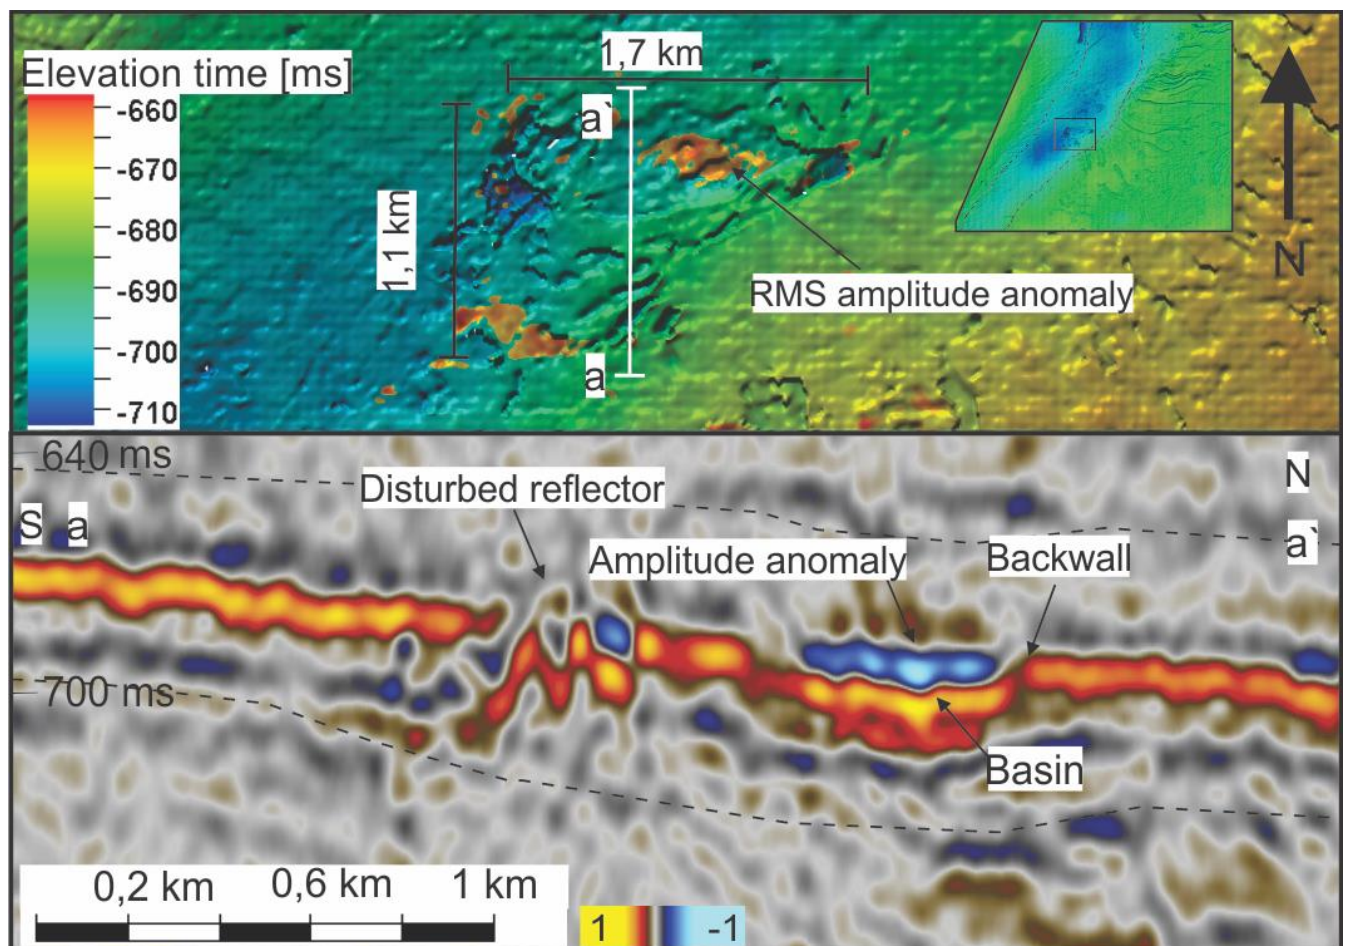 Elevation time [ms]
-660
-670
-680
-690
-700
-710
1,7 km
a`
1,1 km
RMS amplitude anomaly
a
N
640 ms
Disturbed reflector
N
S a
Amplitude anomaly
Backwall
a`
700 ms
Basin
0,2 km 0,6 km 1 km
1 -1